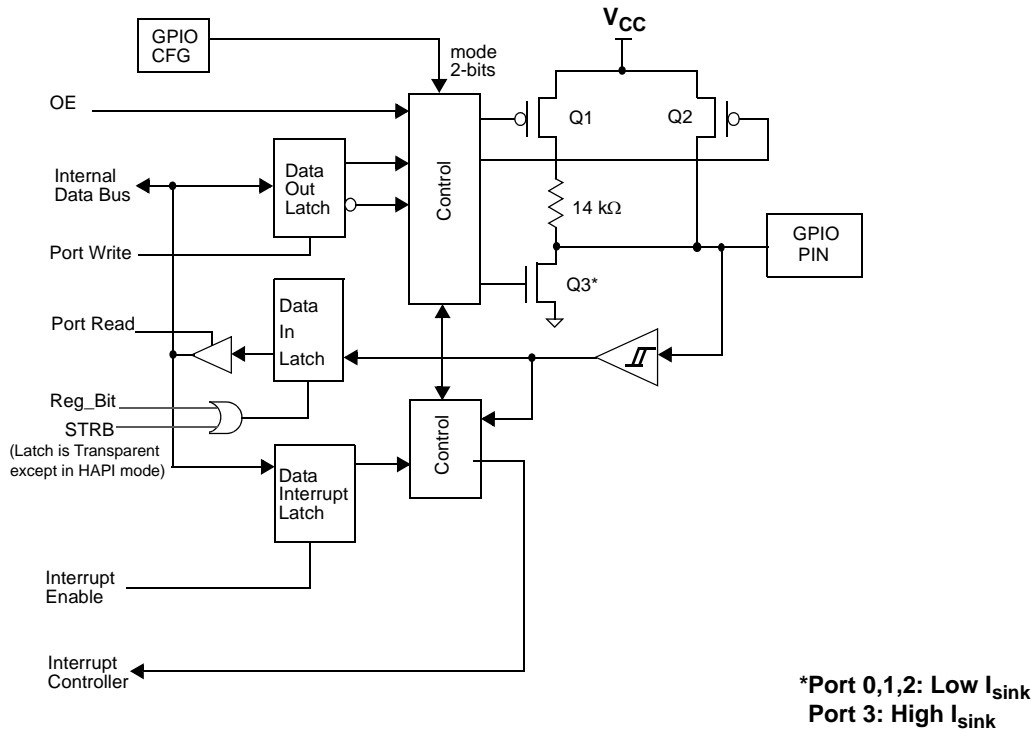 GPIO
CFG
mode
2-bits
V_CC
OE
Q1
Q2
Control
Internal
Data Bus
Data
Out
Latch
14 kΩ
GPIO
PIN
Port Write
Q3*
Data
In
Latch
Port Read
Reg_Bit
STRB
(Latch is Transparent
except in HAPI mode)
Control
Data
Interrupt
Latch
Interrupt
Enable
Interrupt
Controller
*Port 0,1,2: Low I_sink
Port 3: High I_sink